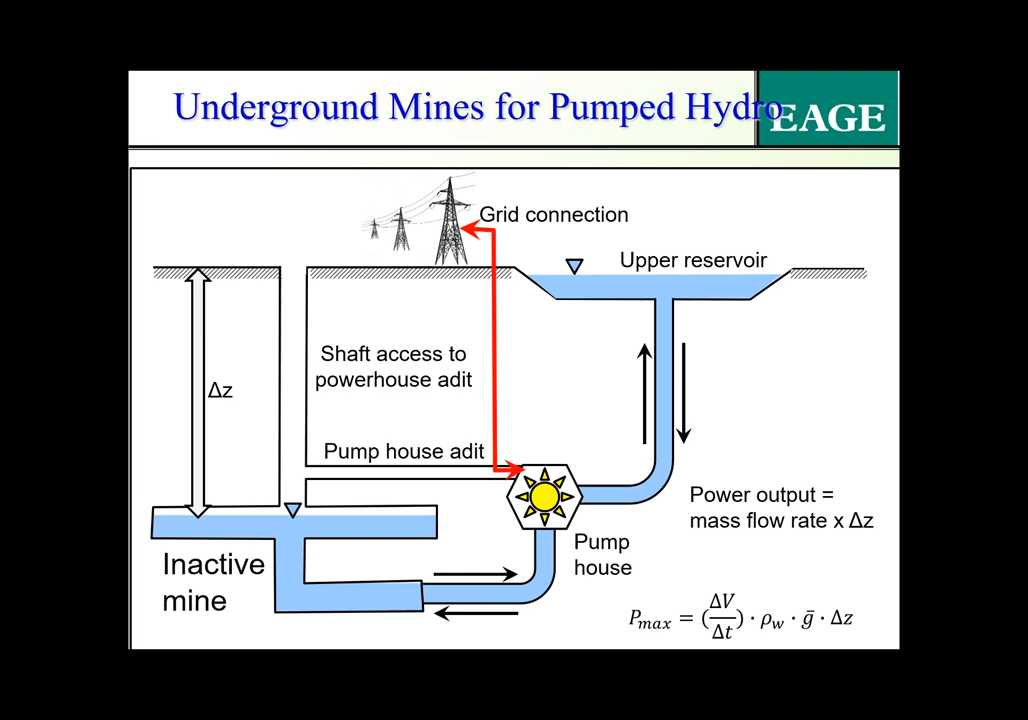 Underground Mines for Pumped Hydro
EAGE
Grid connection
Upper reservoir
Shaft access to
powerhouse adit
Δz
Pump house adit
Power output =
mass flow rate x Δz
Pump
house
Inactive
mine
P_max = (ΔV/Δt) · ρ_w · ḡ · Δz